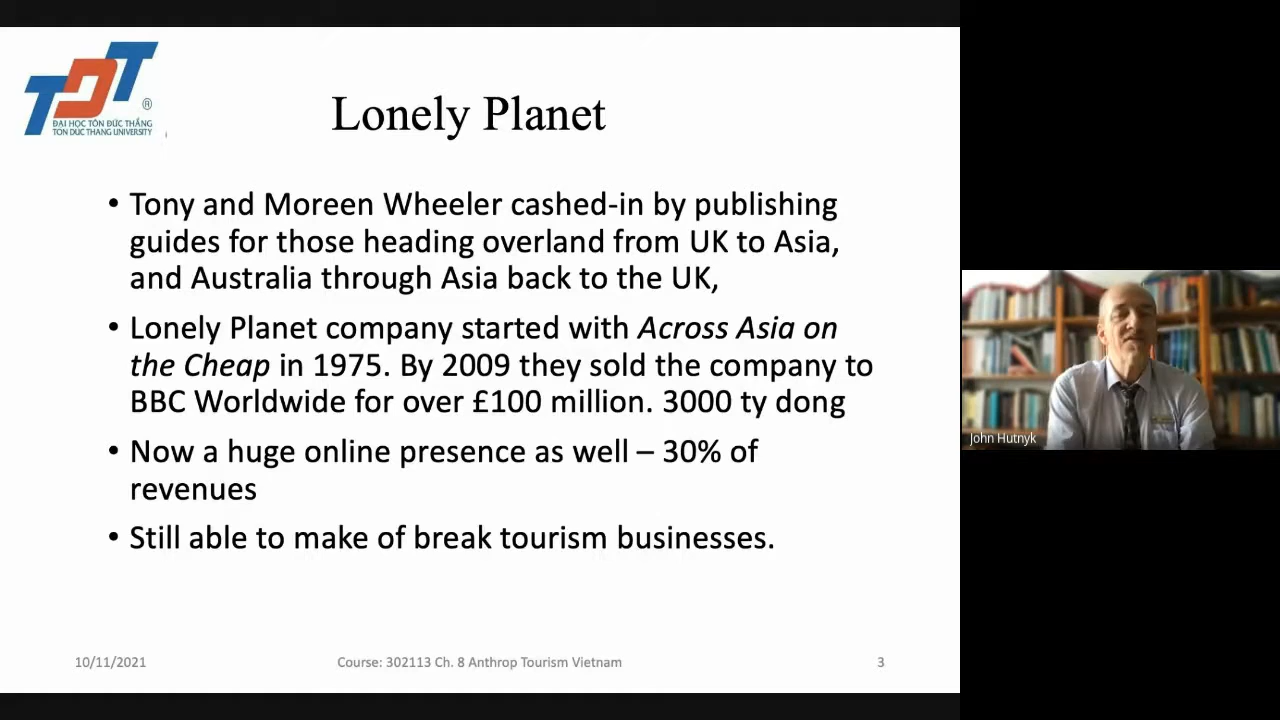 TDT
®
ĐẠI HỌC TÔN ĐỨC THẮNG
TON DUC THANG UNIVERSITY
Lonely Planet
• Tony and Moreen Wheeler cashed-in by publishing
guides for those heading overland from UK to Asia,
and Australia through Asia back to the UK,
• Lonely Planet company started with Across Asia on
the Cheap in 1975. By 2009 they sold the company to
BBC Worldwide for over £100 million. 3000 ty dong
• Now a huge online presence as well – 30% of
revenues
• Still able to make of break tourism businesses.
10/11/2021
Course: 302113 Ch. 8 Anthrop Tourism Vietnam
3
John Hutnyk